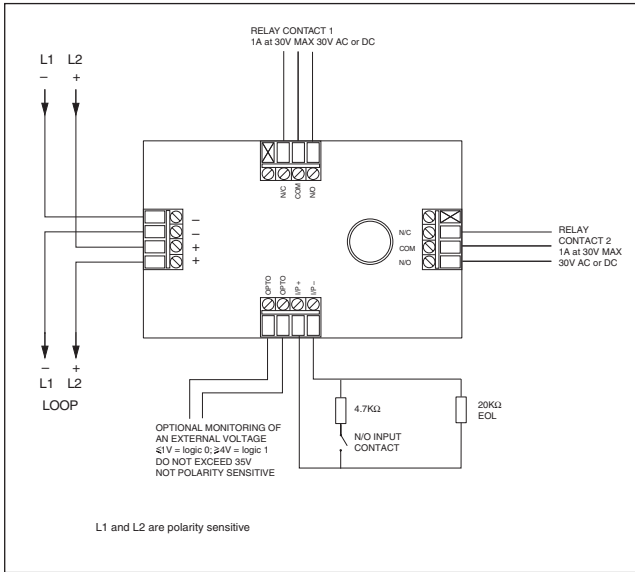 RELAY CONTACT 1
1A at 30V MAX 30V AC or DC
L1 L2
– +
N/C
COM
N/O
–
–
+
+
N/C
COM
N/O
RELAY
CONTACT 2
1A at 30V MAX
30V AC or DC
OPTO
OPTO
I/P +
I/P –
– +
L1 L2
LOOP
4.7KΩ
20KΩ
EOL
N/O INPUT
CONTACT
OPTIONAL MONITORING OF
AN EXTERNAL VOLTAGE
≤1V = logic 0; ≥4V = logic 1
DO NOT EXCEED 35V
NOT POLARITY SENSITIVE
L1 and L2 are polarity sensitive